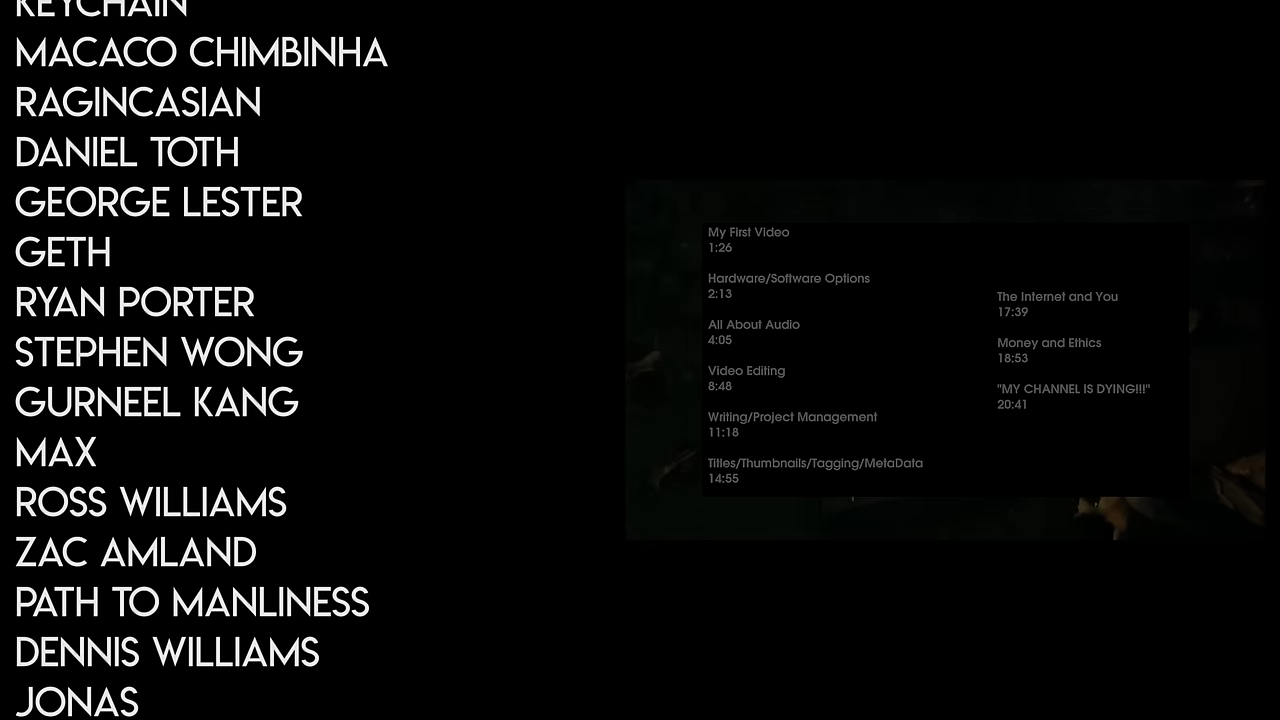 KEYCHAIN
MACACO CHIMBINHA
RAGINCASIAN
DANIEL TOTH
GEORGE LESTER
GETH
RYAN PORTER
STEPHEN WONG
GURNEEL KANG
MAX
ROSS WILLIAMS
ZAC AMLAND
PATH TO MANLINESS
DENNIS WILLIAMS
JONAS
My First Video
1:26
Hardware/Software Options
2:13
All About Audio
4:05
Video Editing
8:48
Writing/Project Management
11:18
Titles/Thumbnails/Tagging/MetaData
14:55
The Internet and You
17:39
Money and Ethics
18:53
"MY CHANNEL IS DYING!!!"
20:41